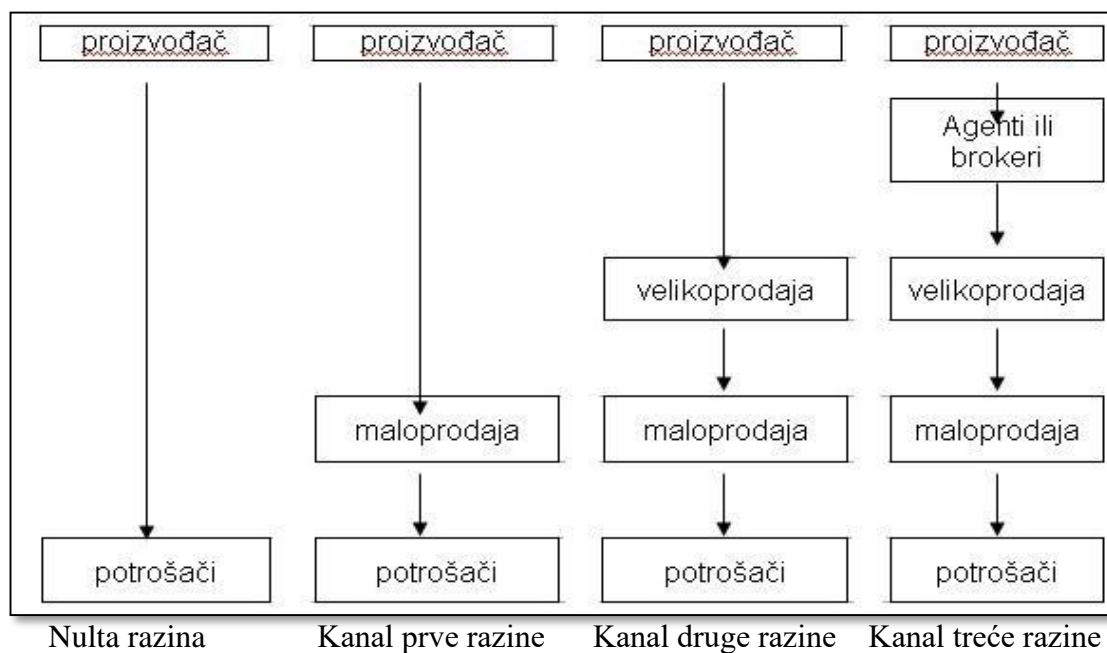 proizvođač
proizvođač
proizvođač
proizvođač
Agenti ili
brokeri
velikoprodaja
velikoprodaja
maloprodaja
maloprodaja
maloprodaja
potrošači
potrošači
potrošači
potrošači
Nulta razina
Kanal prve razine
Kanal druge razine
Kanal treće razine